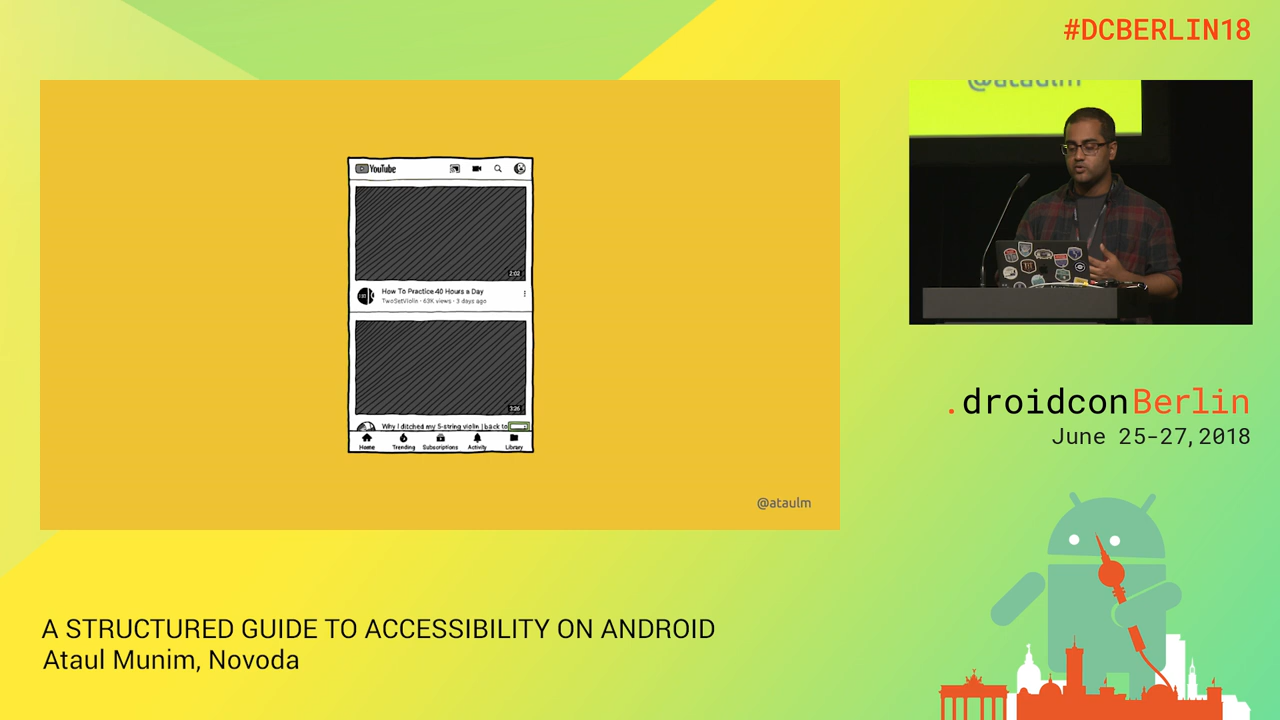 #DCBERLIN18
@ataulm
YouTube
2:02
How To Practice 40 Hours a Day
TwoSetViolin · 63K views · 3 days ago
3:26
Why I ditched my 5-string violin | back to
Home Trending Subscriptions Activity Library
@ataulm
.droidconBerlin
June 25-27, 2018
A STRUCTURED GUIDE TO ACCESSIBILITY ON ANDROID
Ataul Munim, Novoda